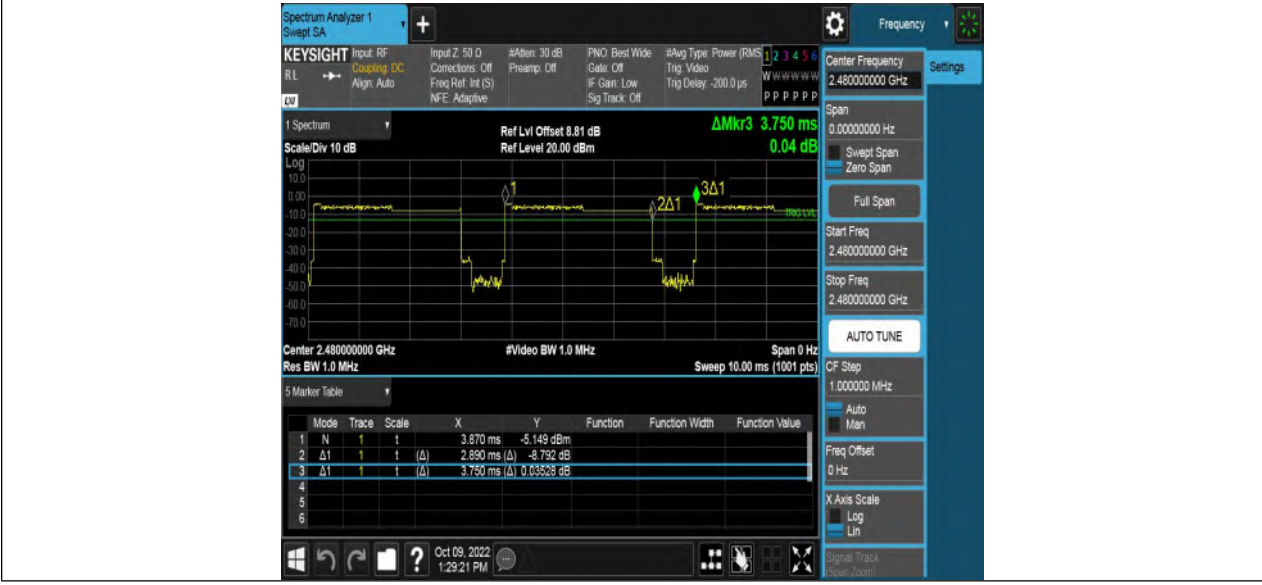 Spectrum Analyzer 1
Swept SA
+
Frequency
KEYSIGHT
RL
LXI
Input: RF
Coupling: DC
Align: Auto
Input Z: 50 Ω
Corrections: Off
Freq Ref: Int (S)
NFE: Adaptive
#Atten: 30 dB
Preamp: Off
PNO: Best Wide
Gate: Off
IF Gain: Low
Sig Track: Off
#Avg Type: Power (RMS
Trig: Video
Trig Delay: -200.0 µs
1 2 3 4 5 6
W W W W W W
P P P P P P
1 Spectrum
Scale/Div 10 dB
Ref Lvl Offset 8.81 dB
Ref Level 20.00 dBm
ΔMkr3 3.750 ms
0.04 dB
Log
10.0
0.00
-10.0
-20.0
-30.0
-40.0
-50.0
-60.0
-70.0
1
2Δ1
3Δ1
TRIG LVL
Center 2.480000000 GHz
#Video BW 1.0 MHz
Span 0 Hz
Res BW 1.0 MHz
Sweep 10.00 ms (1001 pts)
5 Marker Table
Mode Trace Scale X Y Function Function Width Function Value
1 N 1 t 3.870 ms -5.149 dBm
2 Δ1 1 t (Δ) 2.890 ms (Δ) -8.792 dB
3 Δ1 1 t (Δ) 3.750 ms (Δ) 0.03528 dB
4
5
6
?
Oct 09, 2022
1:29:21 PM
Center Frequency
2.480000000 GHz
Settings
Span
0.00000000 Hz
Swept Span
Zero Span
Full Span
Start Freq
2.480000000 GHz
Stop Freq
2.480000000 GHz
AUTO TUNE
CF Step
1.000000 MHz
Auto
Man
Freq Offset
0 Hz
X Axis Scale
Log
Lin
Signal Track
(Span Zoom)